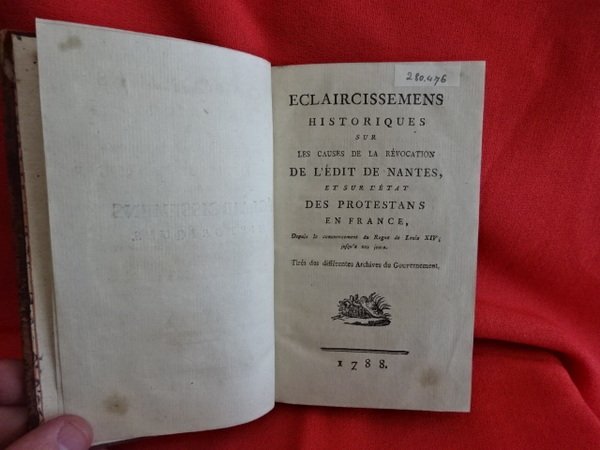 280.476
ECLAIRCISSEMENS
HISTORIQUES
SUR
LES CAUSES DE LA RÉVOCATION
DE L'ÉDIT DE NANTES,
ET SUR L'ÉTAT
DES PROTESTANS
EN FRANCE,
Depuis le commencement du Regne de Louis XIV,
jusqu'à nos jours.
Tirés des différentes Archives du Gouvernement.
1788.